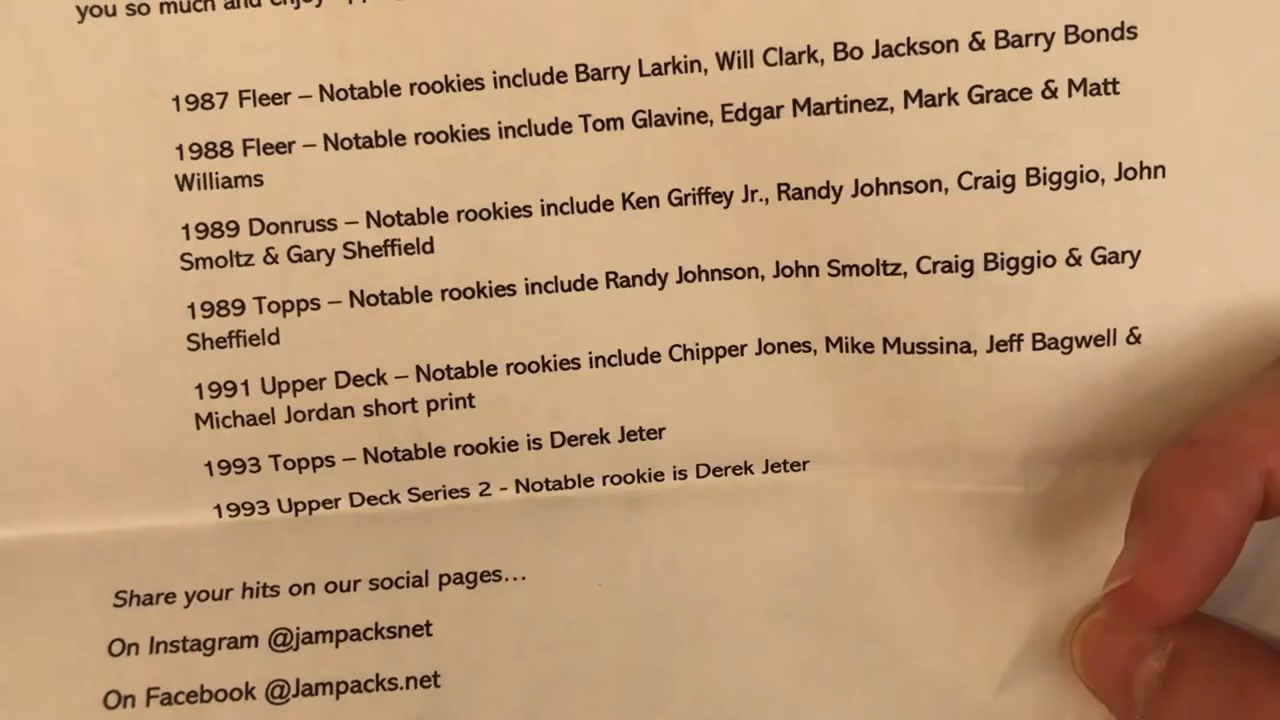 you so much and enjoy
1987 Fleer – Notable rookies include Barry Larkin, Will Clark, Bo Jackson & Barry Bonds
1988 Fleer – Notable rookies include Tom Glavine, Edgar Martinez, Mark Grace & Matt
Williams
1989 Donruss – Notable rookies include Ken Griffey Jr., Randy Johnson, Craig Biggio, John
Smoltz & Gary Sheffield
1989 Topps – Notable rookies include Randy Johnson, John Smoltz, Craig Biggio & Gary
Sheffield
1991 Upper Deck – Notable rookies include Chipper Jones, Mike Mussina, Jeff Bagwell &
Michael Jordan short print
1993 Topps – Notable rookie is Derek Jeter
1993 Upper Deck Series 2 - Notable rookie is Derek Jeter
Share your hits on our social pages...
On Instagram @jampacksnet
On Facebook @Jampacks.net